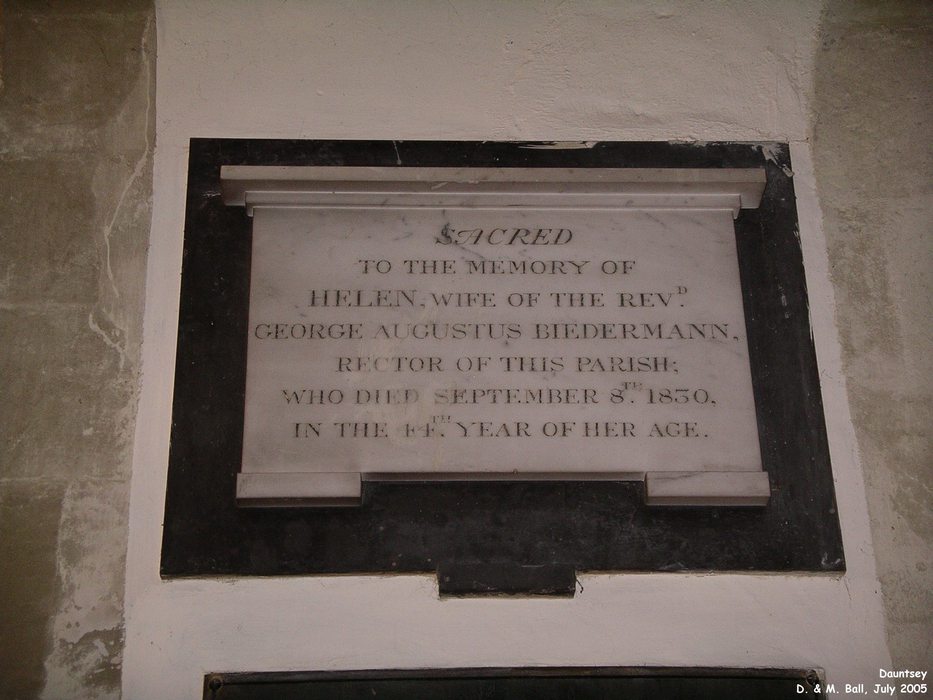 SACRED
TO THE MEMORY OF
HELEN, WIFE OF THE REVD.
GEORGE AUGUSTUS BIEDERMANN,
RECTOR OF THIS PARISH;
WHO DIED SEPTEMBER 8TH. 1830,
IN THE 44TH. YEAR OF HER AGE.
Dauntsey
D. & M. Ball, July 2005